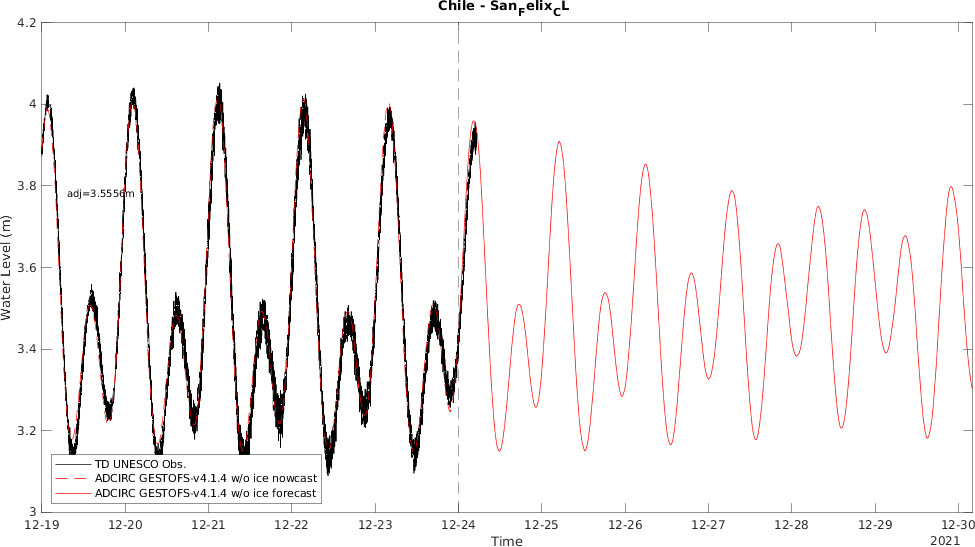 Chile - San_Felix_CL
4.2
4
3.8
3.6
3.4
3.2
3
Water Level (m)
adj=3.5556m
TD UNESCO Obs.
ADCIRC GESTOFS-v4.1.4 w/o ice nowcast
ADCIRC GESTOFS-v4.1.4 w/o ice forecast
12-19 12-20 12-21 12-22 12-23 12-24 12-25 12-26 12-27 12-28 12-29 12-30
Time
2021